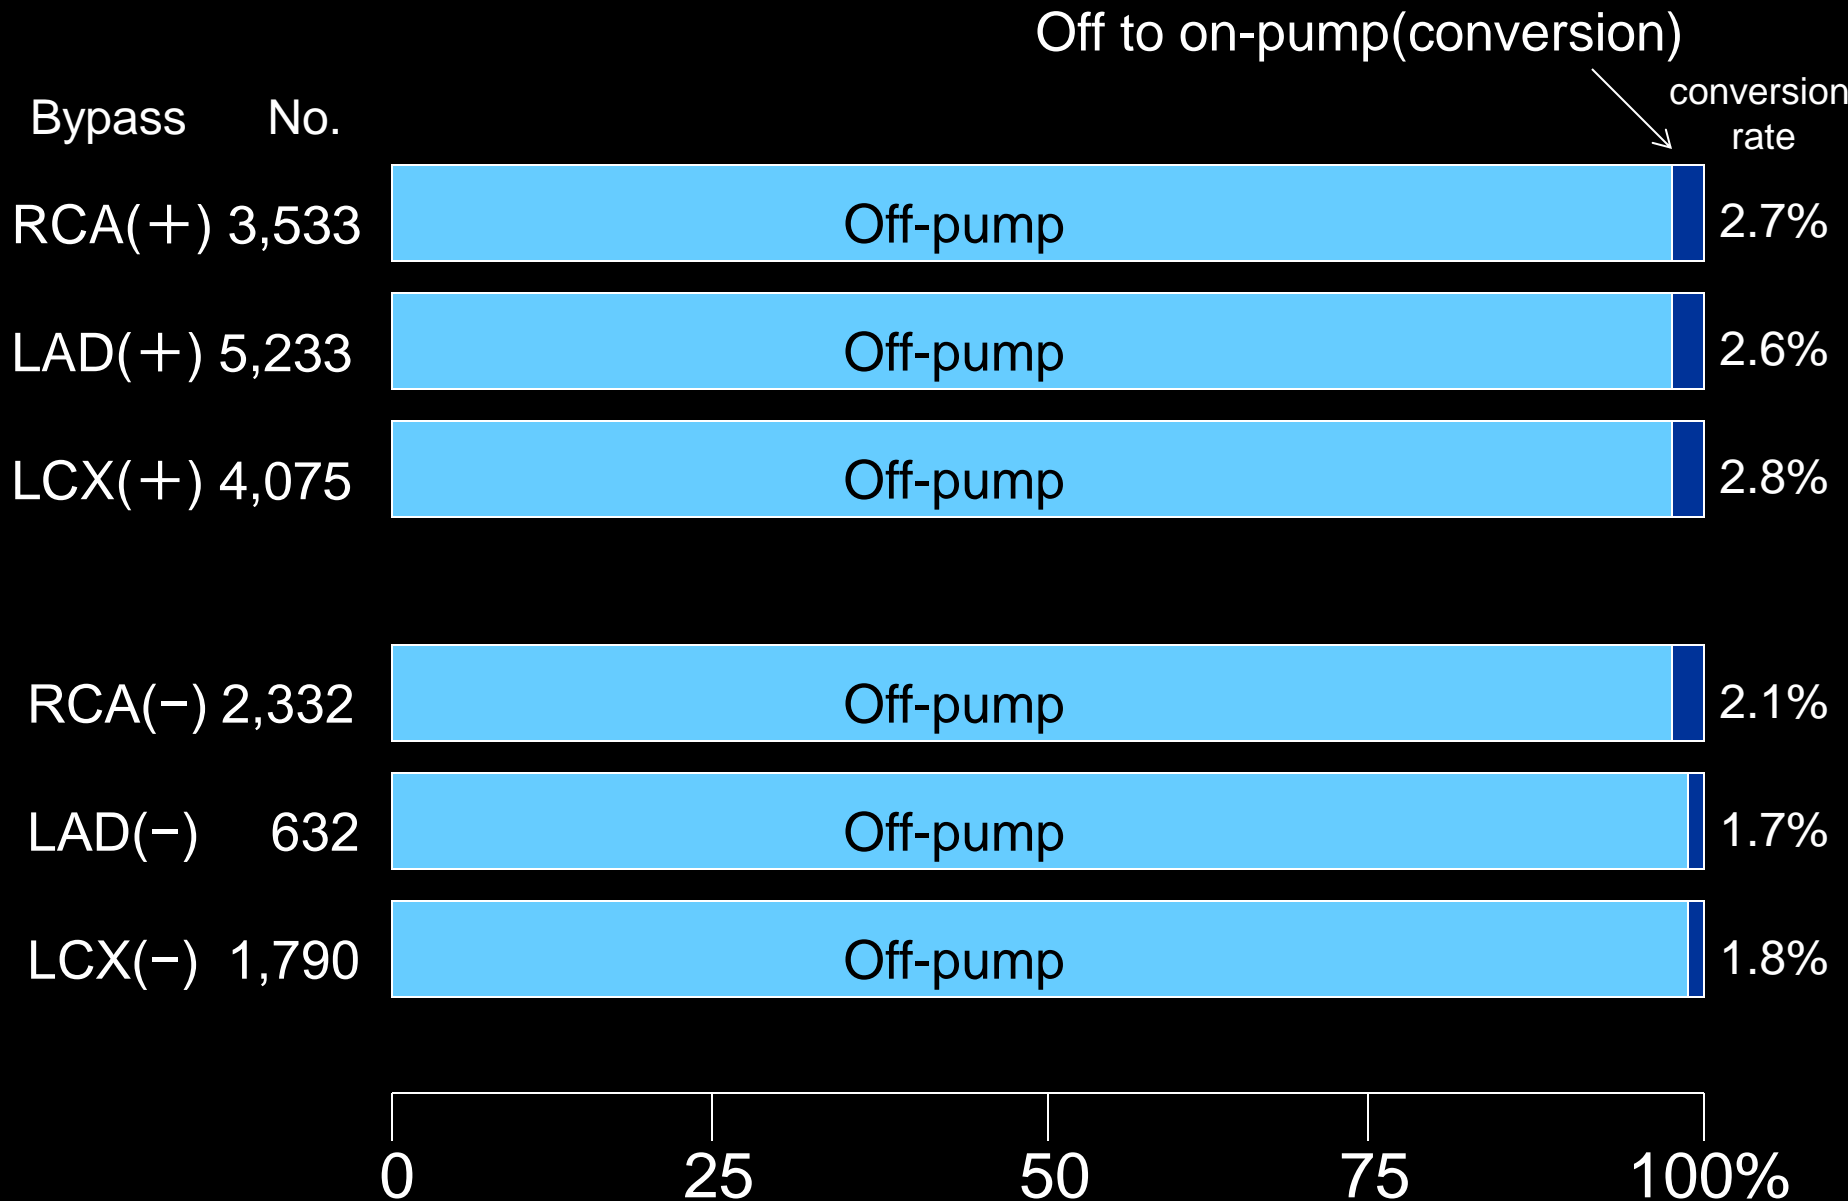 Off to on-pump(conversion)
conversion
rate
Bypass No.
RCA(＋) 3,533 Off-pump 2.7%
LAD(＋) 5,233 Off-pump 2.6%
LCX(＋) 4,075 Off-pump 2.8%
RCA(−) 2,332 Off-pump 2.1%
LAD(−) 632 Off-pump 1.7%
LCX(−) 1,790 Off-pump 1.8%
0 25 50 75 100%